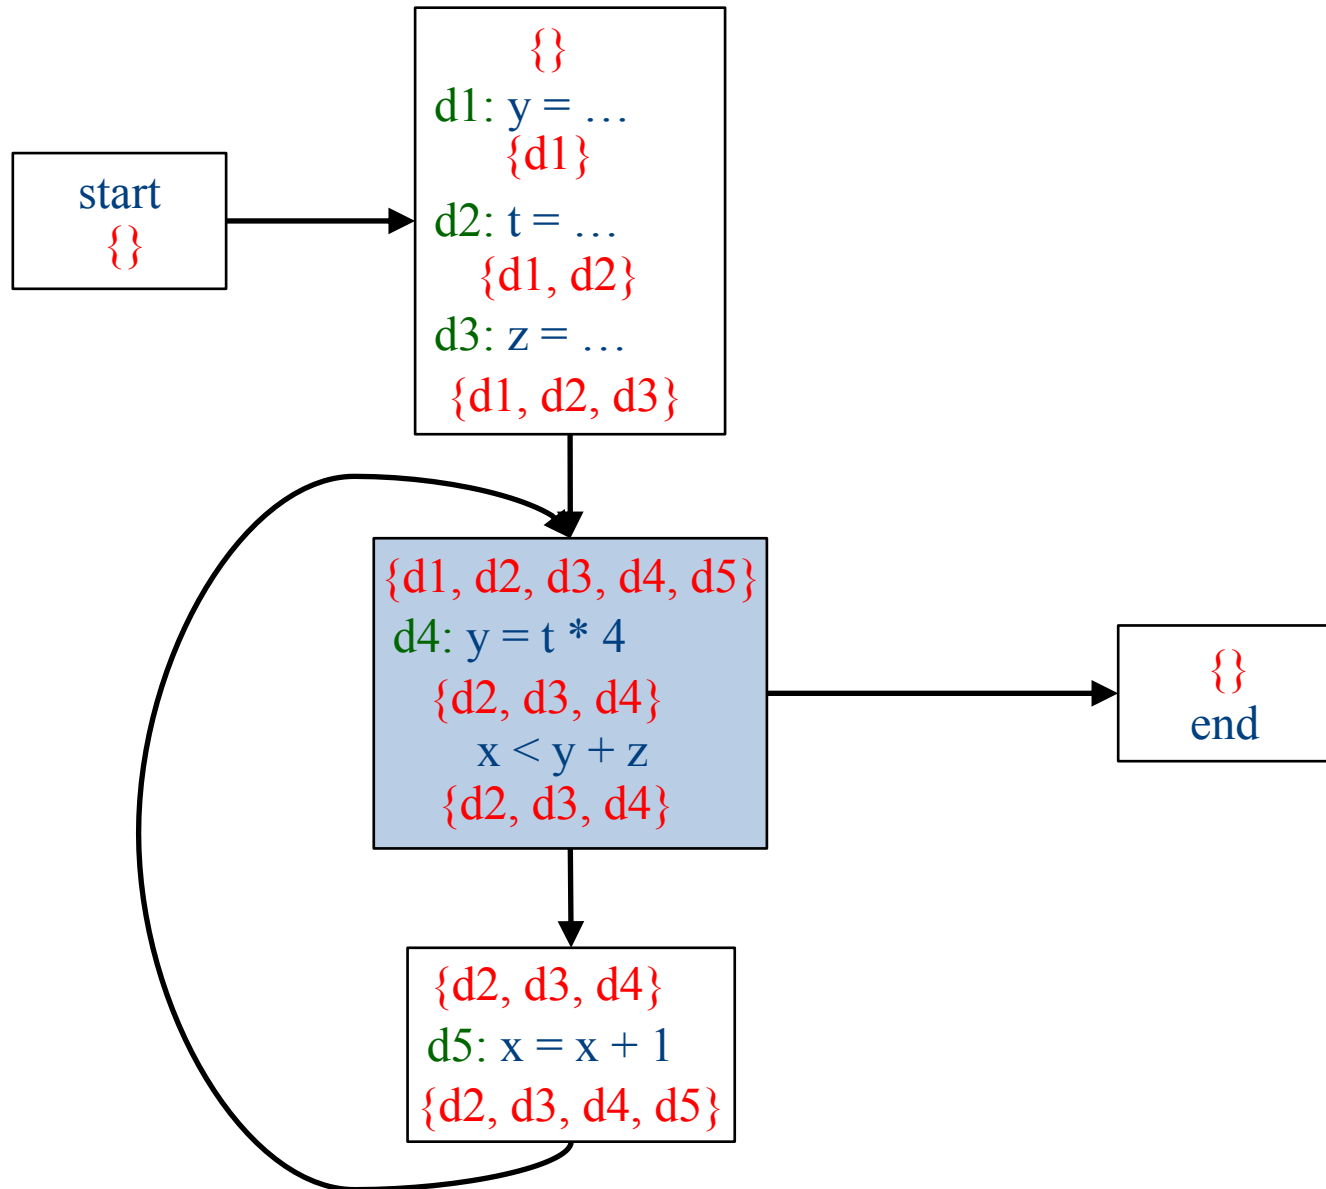 start
{}
{}
d1: y = …
{d1}
d2: t = …
{d1, d2}
d3: z = …
{d1, d2, d3}
{d1, d2, d3, d4, d5}
d4: y = t * 4
{d2, d3, d4}
x < y + z
{d2, d3, d4}
{}
end
{d2, d3, d4}
d5: x = x + 1
{d2, d3, d4, d5}